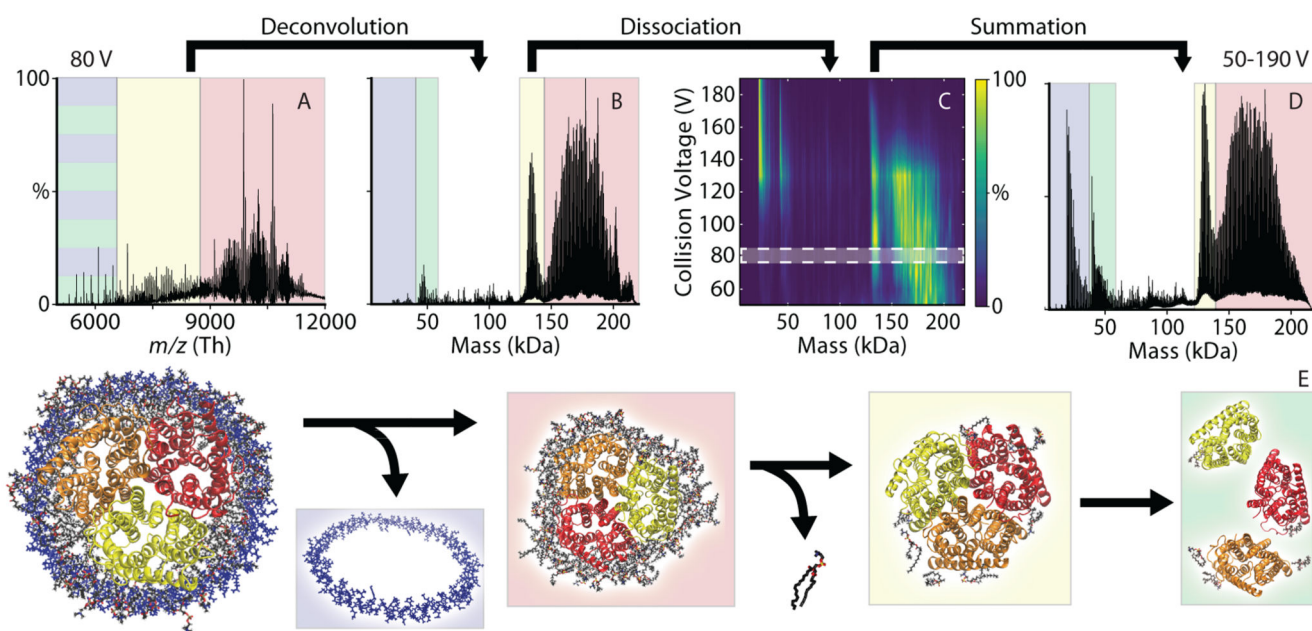 Deconvolution
Dissociation
Summation
80 V
50-190 V
100
%
0
A
6000
9000
12000
m/z (Th)
B
50
100
150
200
Mass (kDa)
Collision Voltage (V)
180
160
140
120
100
80
60
C
50
100
150
200
Mass (kDa)
100
%
0
D
50
100
150
200
Mass (kDa)
E